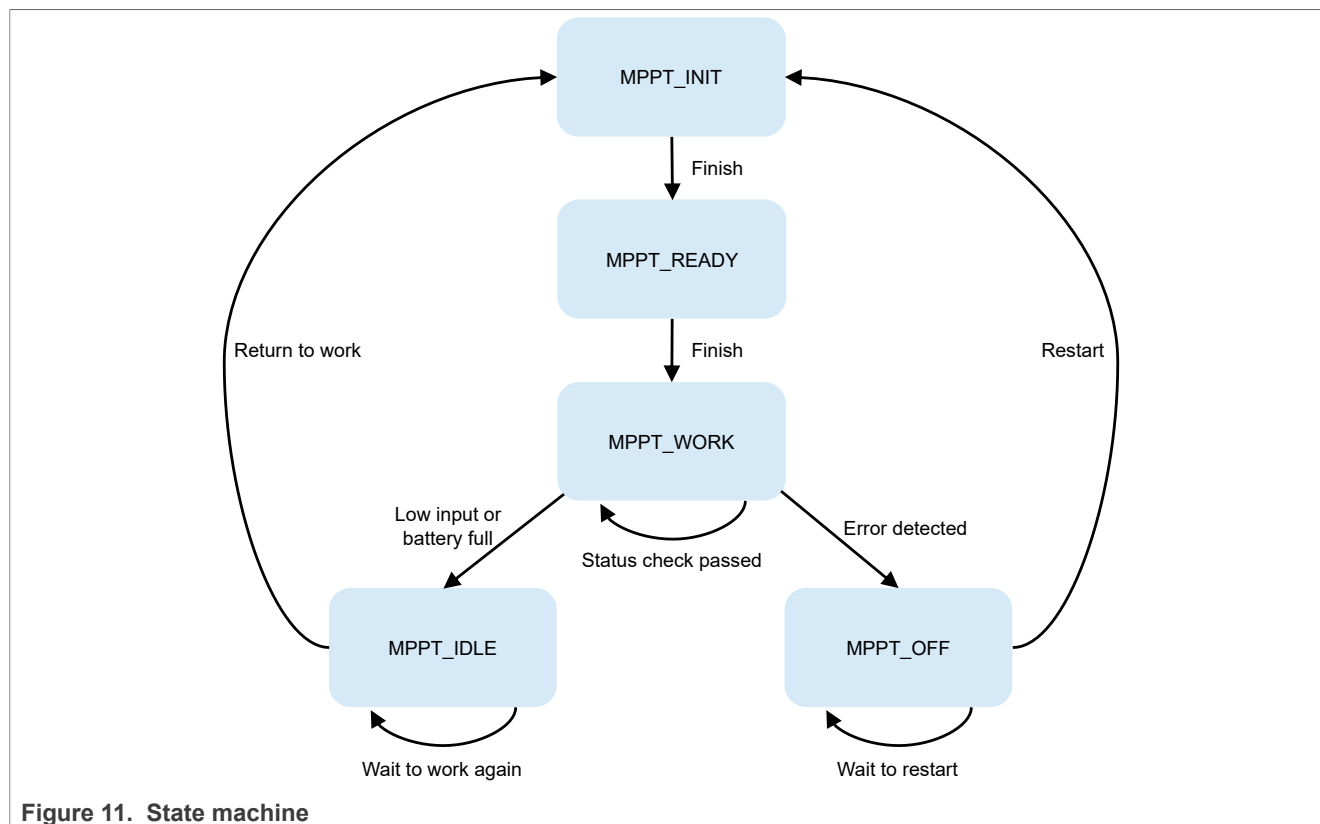 MPPT_INIT
Finish
MPPT_READY
Return to work
Finish
Restart
MPPT_WORK
Low input or
battery full
Status check passed
Error detected
MPPT_IDLE
MPPT_OFF
Wait to work again
Wait to restart
Figure 11. State machine